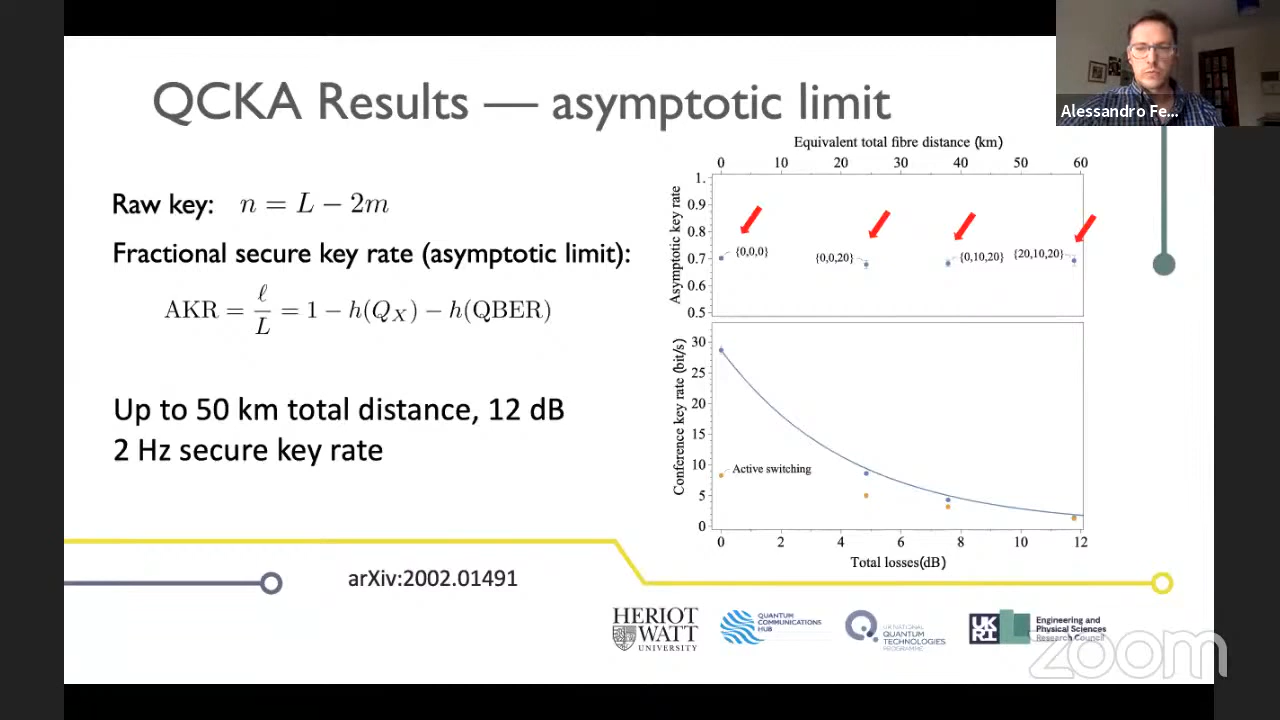 QCKA Results — asymptotic limit
Alessandro Fe...
Raw key: n = L − 2m
Fractional secure key rate (asymptotic limit):
AKR = ℓ/L = 1 − h(Q_X) − h(QBER)
Up to 50 km total distance, 12 dB
2 Hz secure key rate
Equivalent total fibre distance (km)
0 10 20 30 40 50 60
Asymptotic key rate
1.
0.9
0.8
0.7
0.6
0.5
{0,0,0}
{0,0,20}
{0,10,20}
{20,10,20}
Conference key rate (bit/s)
30
25
20
15
10
5
0
Active switching
0 2 4 6 8 10 12
Total losses(dB)
arXiv:2002.01491
HERIOT
WATT
UNIVERSITY
QUANTUM
COMMUNICATIONS
HUB
UK NATIONAL
QUANTUM
TECHNOLOGIES
PROGRAMME
UKRI
Engineering and
Physical Sciences
Research Council
zoom